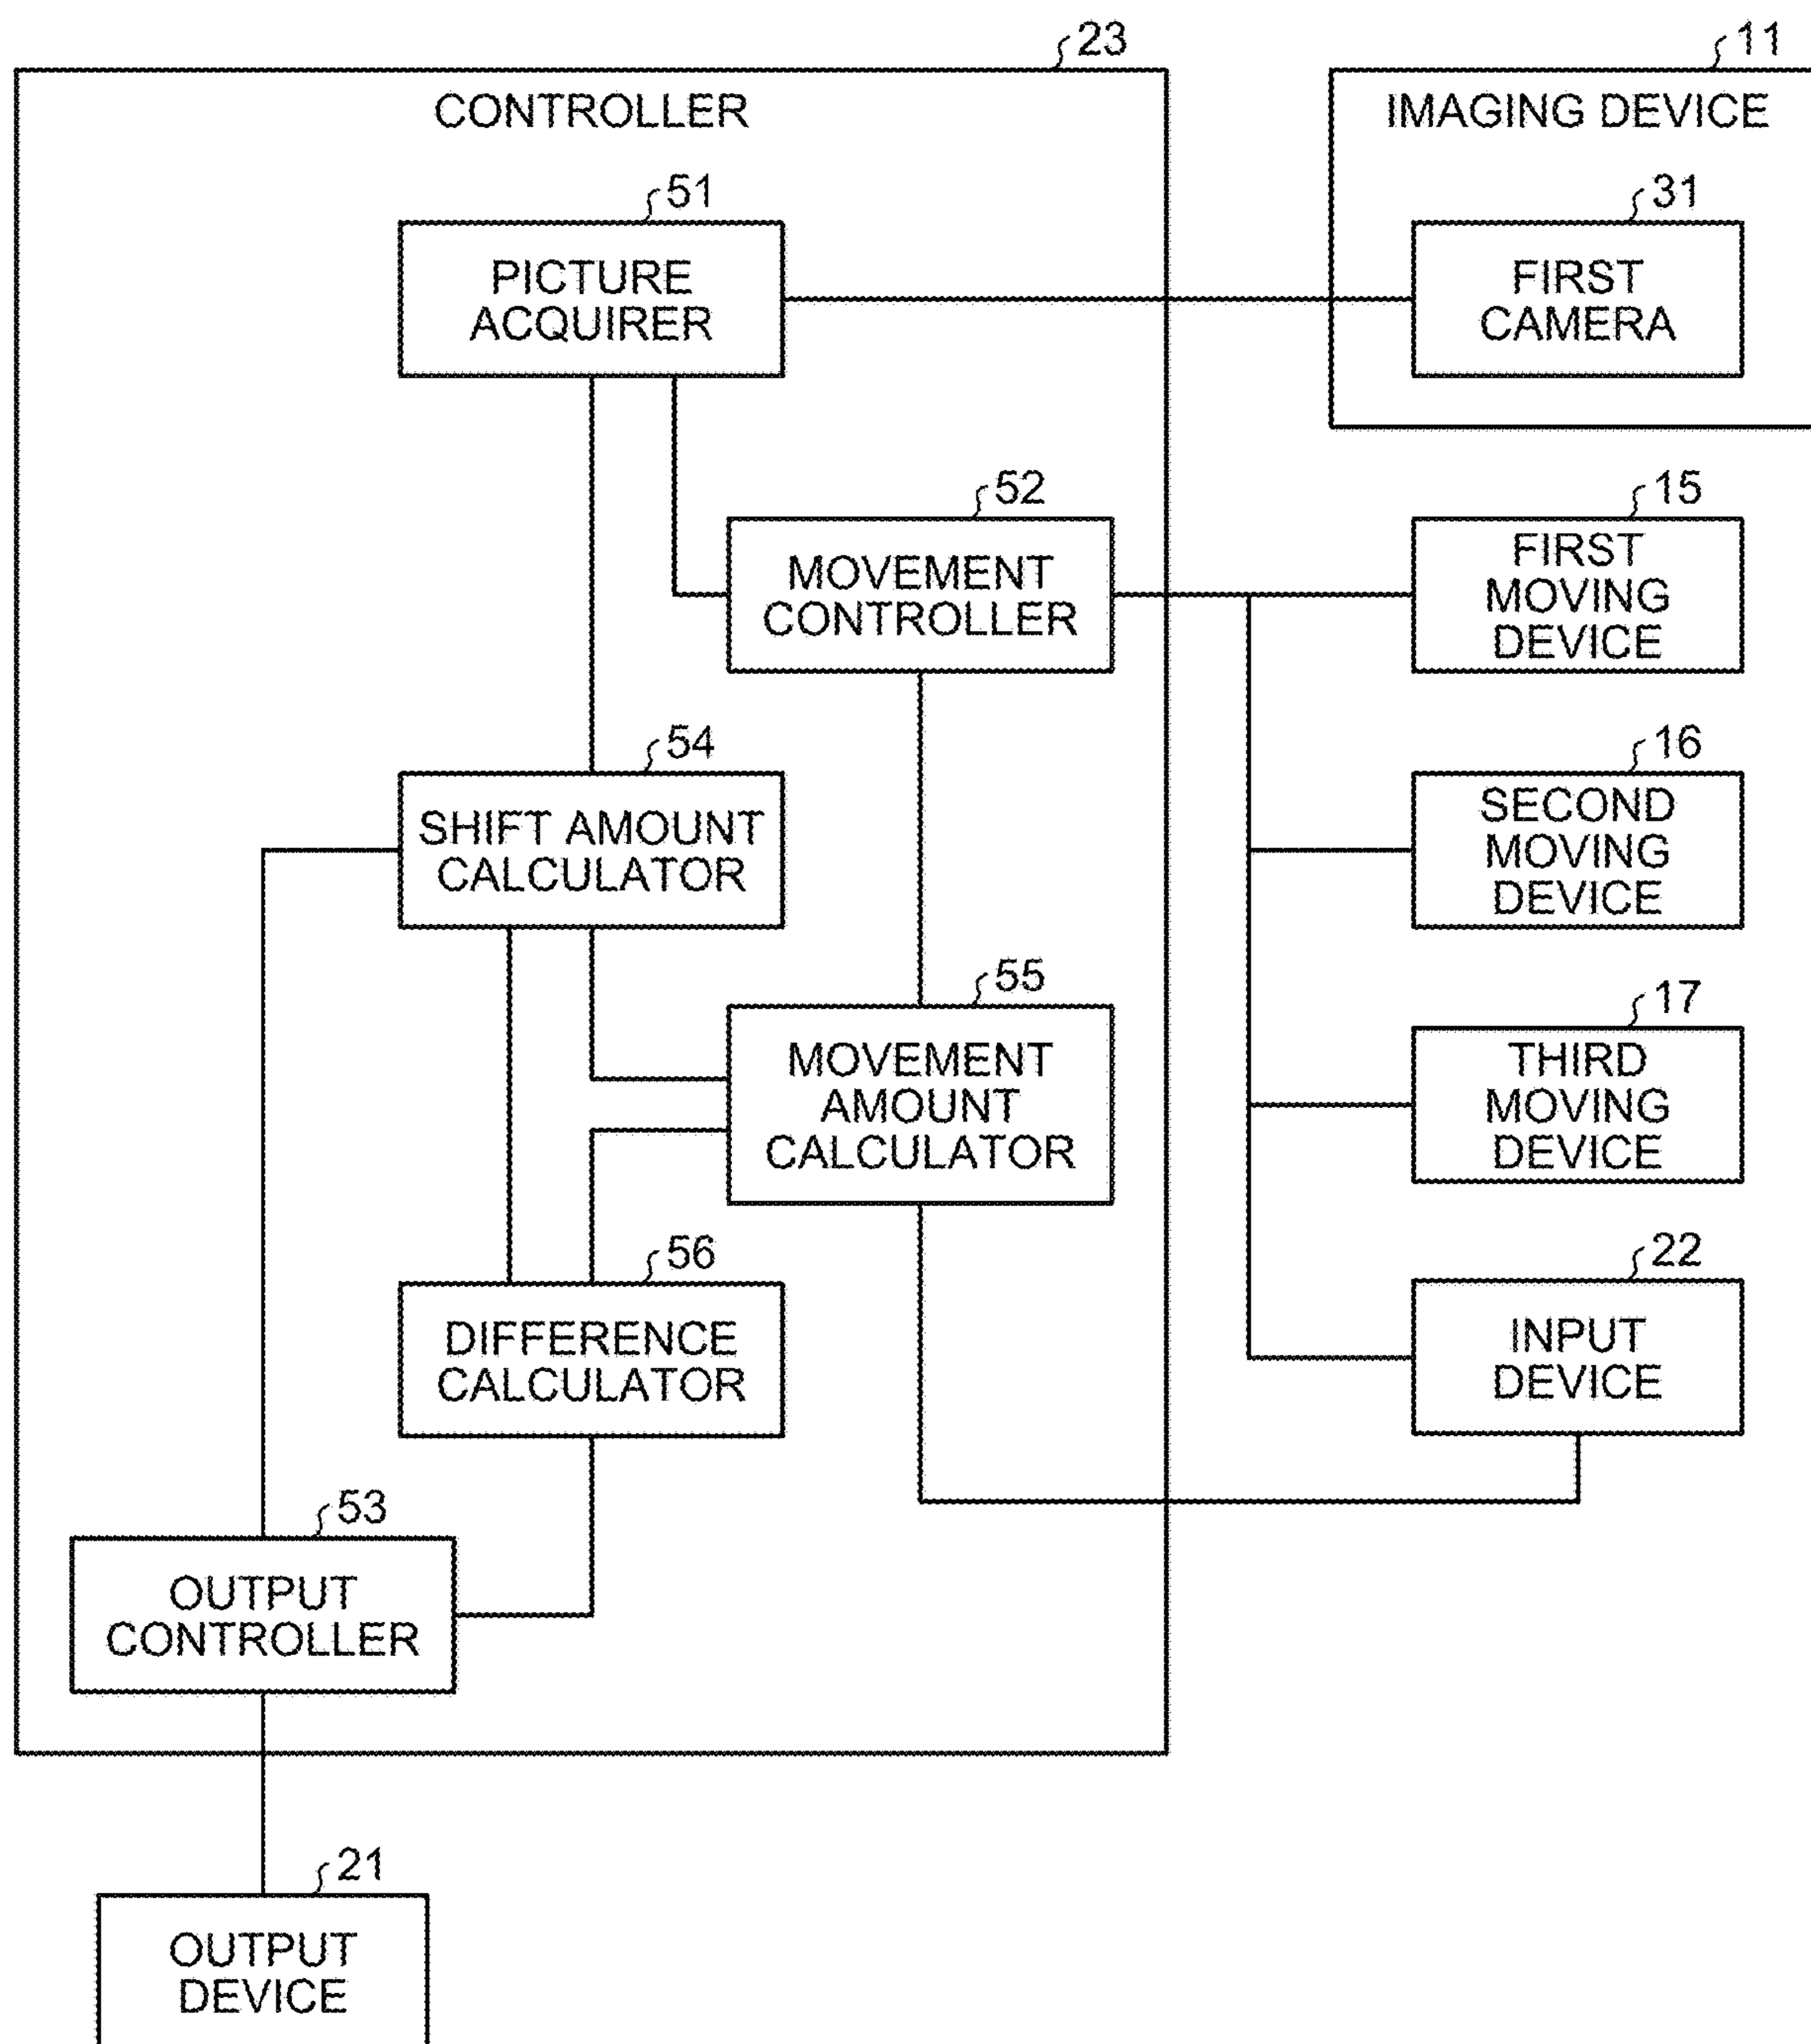 23
11
CONTROLLER
IMAGING DEVICE
51
31
PICTURE
ACQUIRER
FIRST
CAMERA
52
15
MOVEMENT
CONTROLLER
FIRST
MOVING
DEVICE
54
16
SHIFT AMOUNT
CALCULATOR
SECOND
MOVING
DEVICE
55
17
MOVEMENT
AMOUNT
CALCULATOR
THIRD
MOVING
DEVICE
56
22
DIFFERENCE
CALCULATOR
INPUT
DEVICE
53
OUTPUT
CONTROLLER
21
OUTPUT
DEVICE